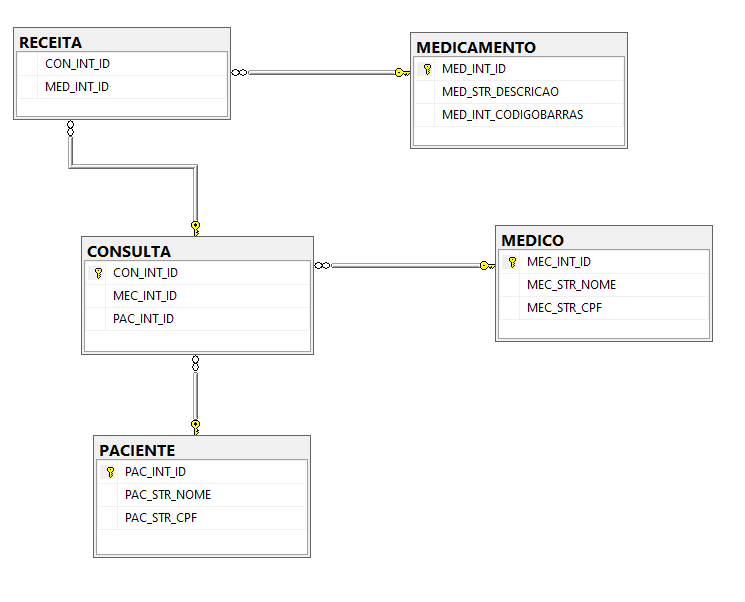 RECEITA
CON_INT_ID
MED_INT_ID
MEDICAMENTO
MED_INT_ID
MED_STR_DESCRICAO
MED_INT_CODIGOBARRAS
CONSULTA
CON_INT_ID
MEC_INT_ID
PAC_INT_ID
MEDICO
MEC_INT_ID
MEC_STR_NOME
MEC_STR_CPF
PACIENTE
PAC_INT_ID
PAC_STR_NOME
PAC_STR_CPF